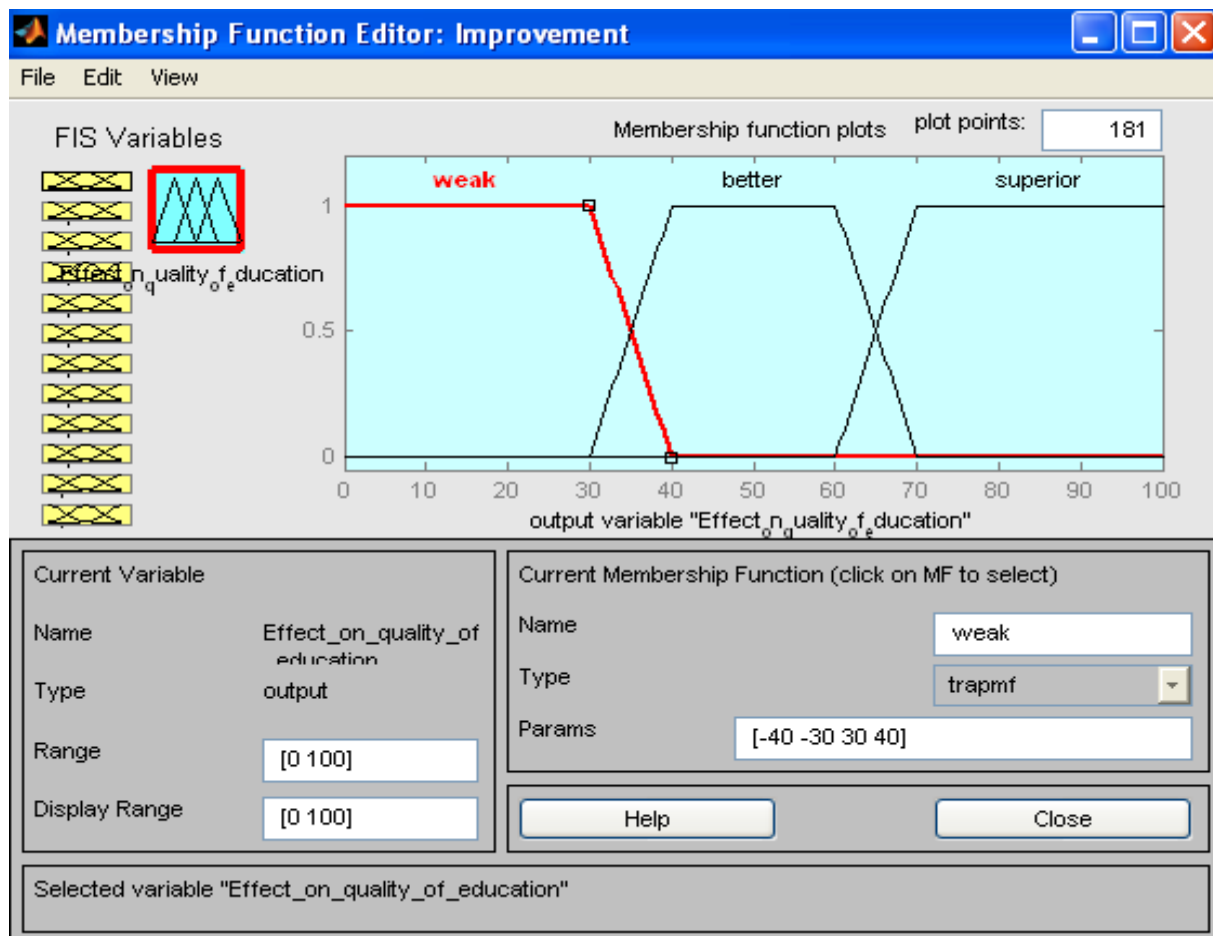 Membership Function Editor: Improvement
File Edit View
FIS Variables
Membership function plots plot points: 181
weak better superior
1
0.5
0
0 10 20 30 40 50 60 70 80 90 100
Effect_on_quality_of_education
output variable "Effect_on_quality_of_education"
Current Variable
Name Effect_on_quality_of
_education
Type output
Range [0 100]
Display Range [0 100]
Current Membership Function (click on MF to select)
Name weak
Type trapmf
Params [-40 -30 30 40]
Help Close
Selected variable "Effect_on_quality_of_education"